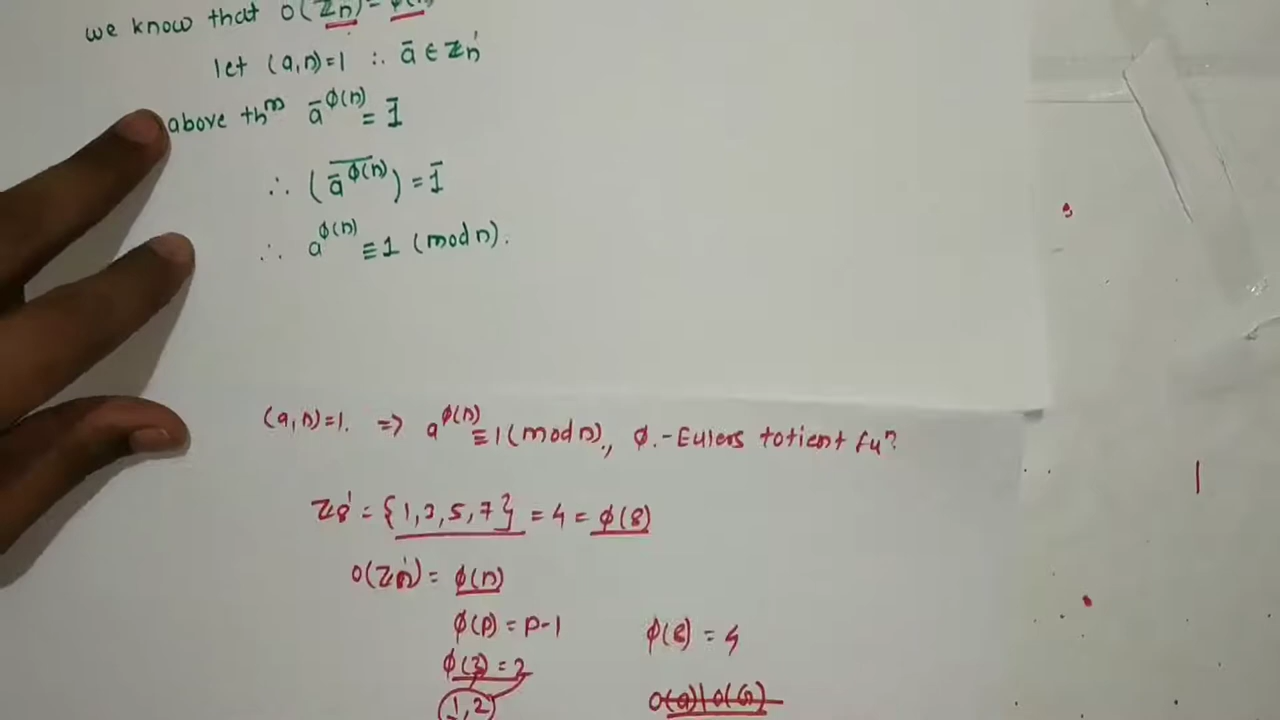 we know that o(Zn') = ϕ(n)
let (a,n)=1 ∴ ā ∈ Zn'
above thm ā^ϕ(n) = 1̄
∴ (ā^ϕ(n)) = 1̄
∴ a^ϕ(n) ≡ 1 (mod n).
(a,n)=1. => a^ϕ(n) ≡ 1(mod n)., ϕ.-Eulers totient fun
Z8' = {1,3,5,7} = 4 = ϕ(8)
o(Zn') = ϕ(n)
ϕ(p) = p-1
ϕ(8) = 4
ϕ(3) = 2
1,2
o(a)|o(G)